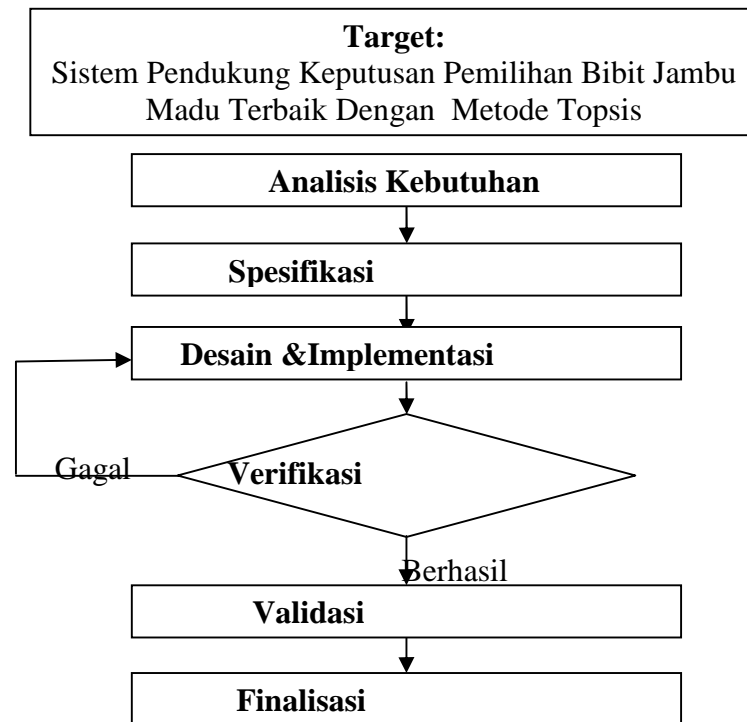 Target:
Sistem Pendukung Keputusan Pemilihan Bibit Jambu
Madu Terbaik Dengan Metode Topsis
Analisis Kebutuhan
Spesifikasi
Desain &Implementasi
Gagal
Verifikasi
Berhasil
Validasi
Finalisasi